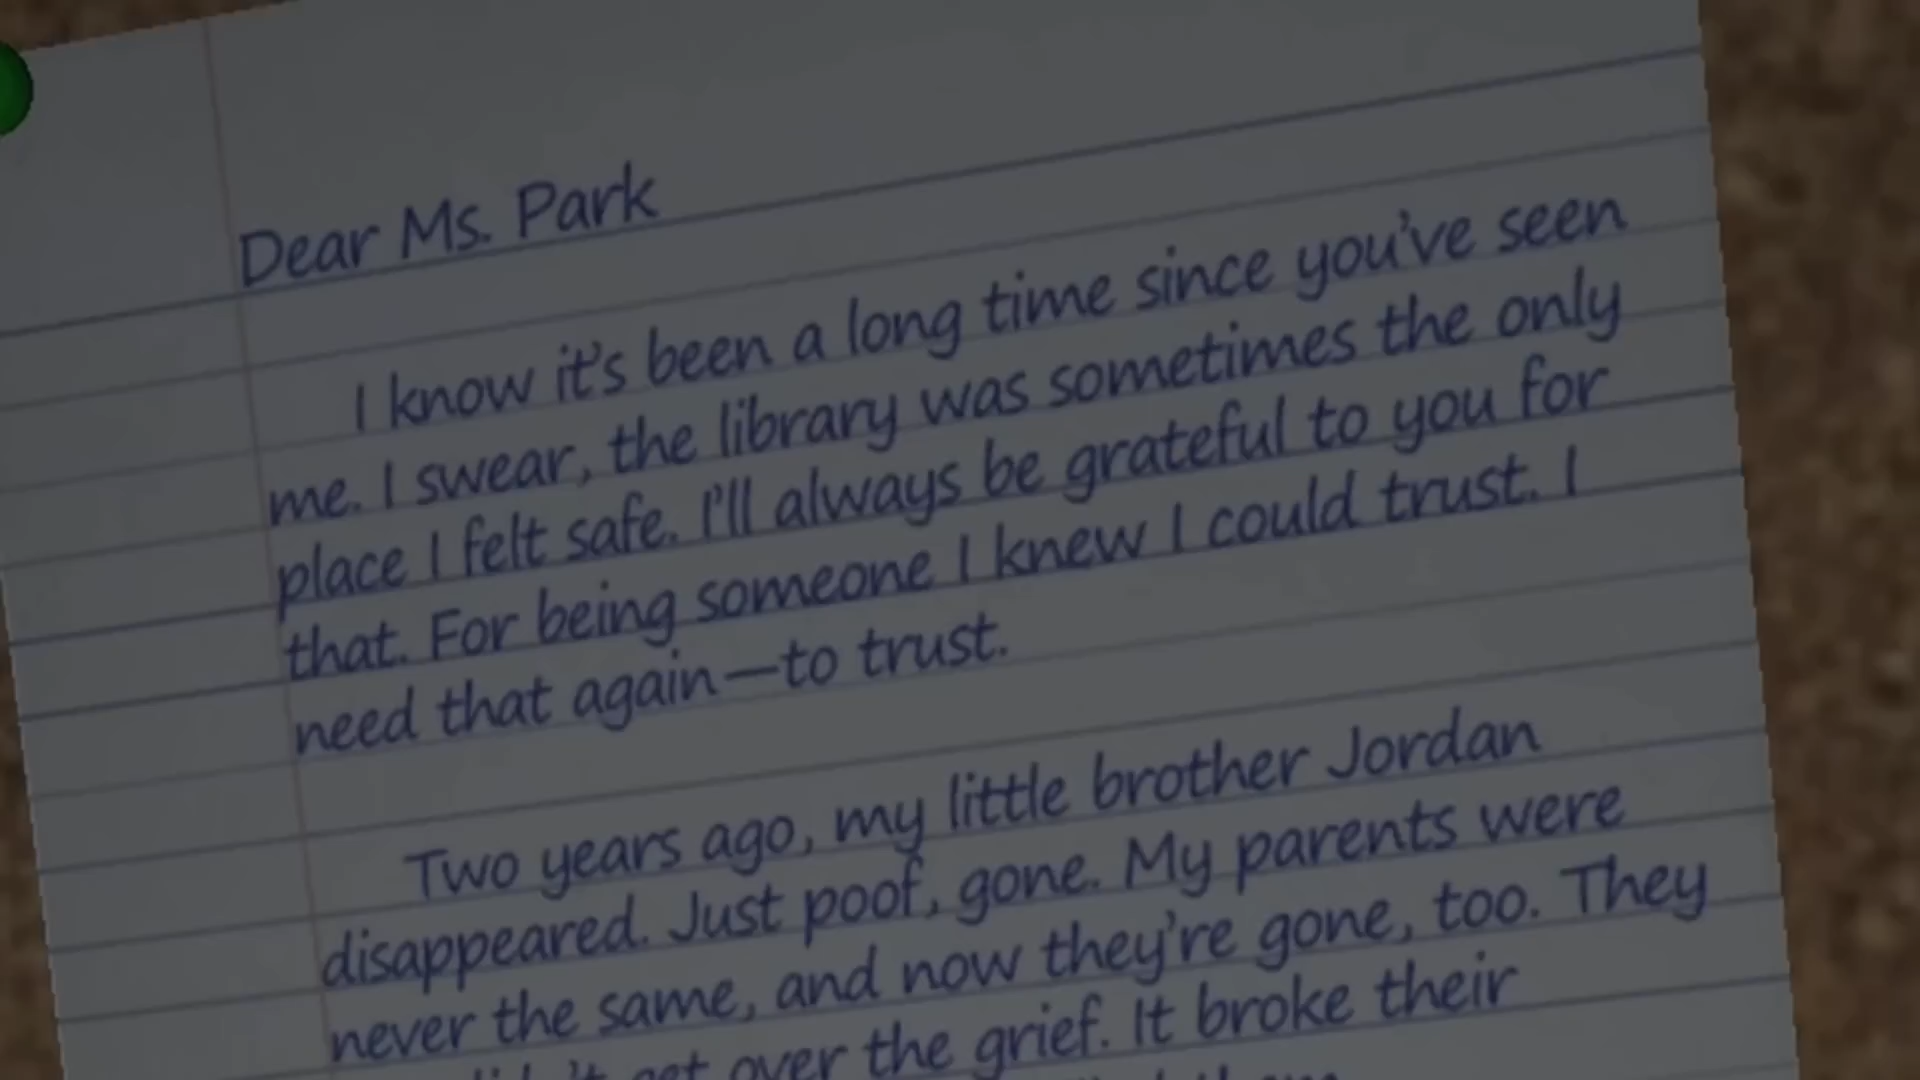 Dear Ms. Park
I know it's been a long time since you've seen
me. I swear, the library was sometimes the only
place I felt safe. I'll always be grateful to you for
that. For being someone I knew I could trust. I
need that again—to trust.
Two years ago, my little brother Jordan
disappeared. Just poof, gone. My parents were
never the same, and now they're gone, too. They
get over the grief. It broke their